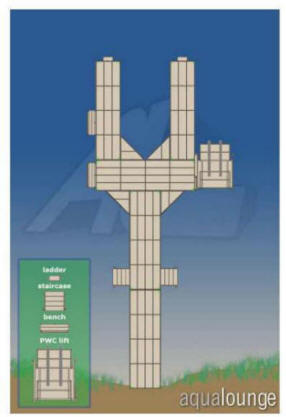 ladder
staircase
bench
PWC lift
aqualounge